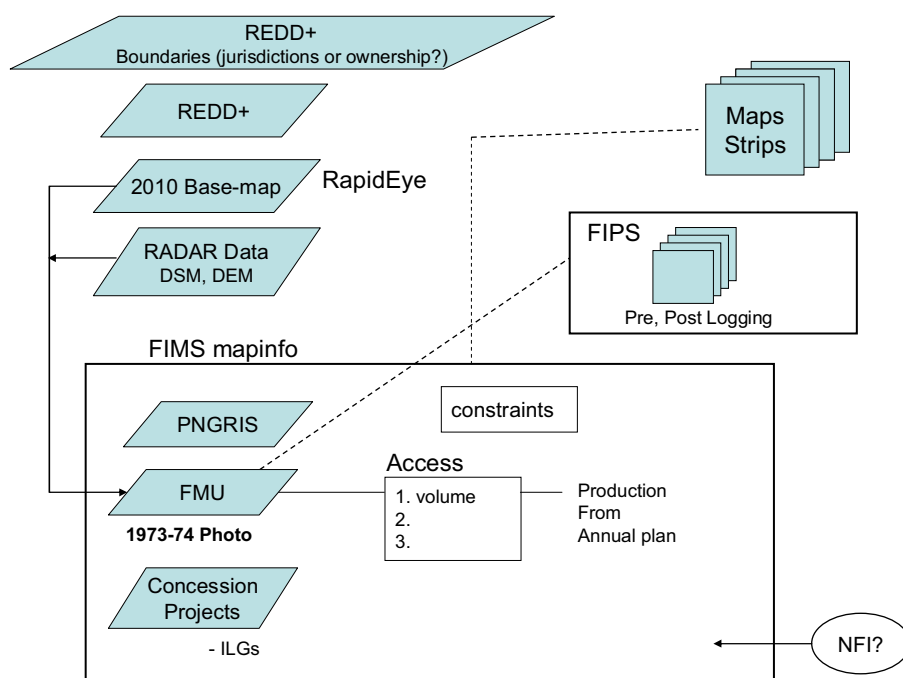 REDD+
Boundaries (jurisdictions or ownership?)
REDD+
Maps
Strips
2010 Base-map
RapidEye
RADAR Data
DSM, DEM
FIPS
Pre, Post Logging
FIMS mapinfo
PNGRIS
constraints
FMU
1973-74 Photo
Access
1. volume
2.
3.
Production
From
Annual plan
Concession
Projects
- ILGs
NFI?